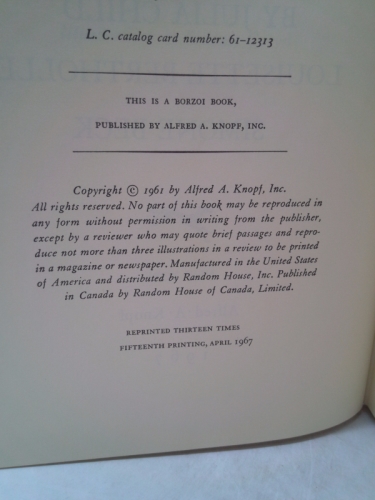 L. C. catalog card number: 61-12313
THIS IS A BORZOI BOOK,
PUBLISHED BY ALFRED A. KNOPF, INC.
Copyright © 1961 by Alfred A. Knopf, Inc.
All rights reserved. No part of this book may be reproduced in
any form without permission in writing from the publisher,
except by a reviewer who may quote brief passages and repro-
duce not more than three illustrations in a review to be printed
in a magazine or newspaper. Manufactured in the United States
of America and distributed by Random House, Inc. Published
in Canada by Random House of Canada, Limited.
REPRINTED THIRTEEN TIMES
FIFTEENTH PRINTING, APRIL 1967